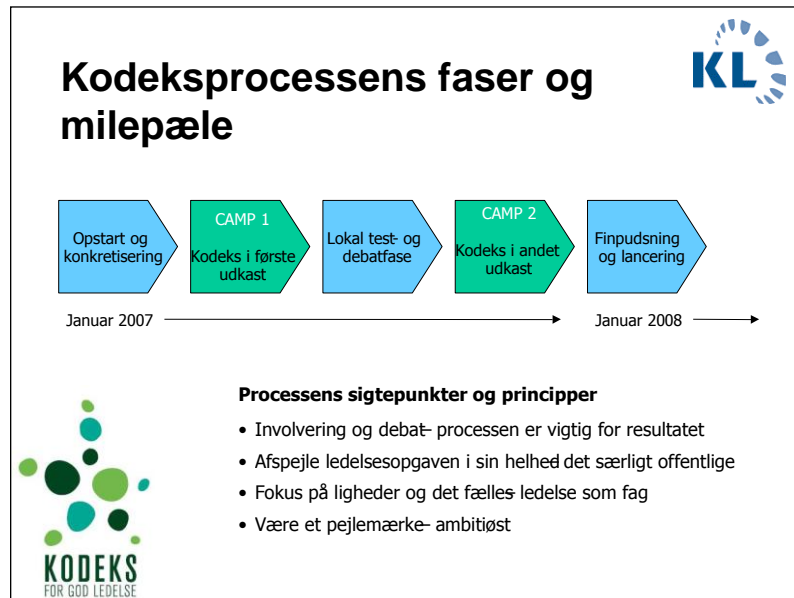 KL
Kodeksprocessens faser og
milepæle
Opstart og
konkretisering
CAMP 1
Kodeks i første
udkast
Lokal test- og
debatfase
CAMP 2
Kodeks i andet
udkast
Finpudsning
og lancering
Januar 2007
Januar 2008
Processens sigtepunkter og principper
• Involvering og debat– processen er vigtig for resultatet
• Afspejle ledelsesopgaven i sin helhed– det særligt offentlige
• Fokus på ligheder og det fælles– ledelse som fag
• Være et pejlemærke– ambitiøst
KODEKS
FOR GOD LEDELSE